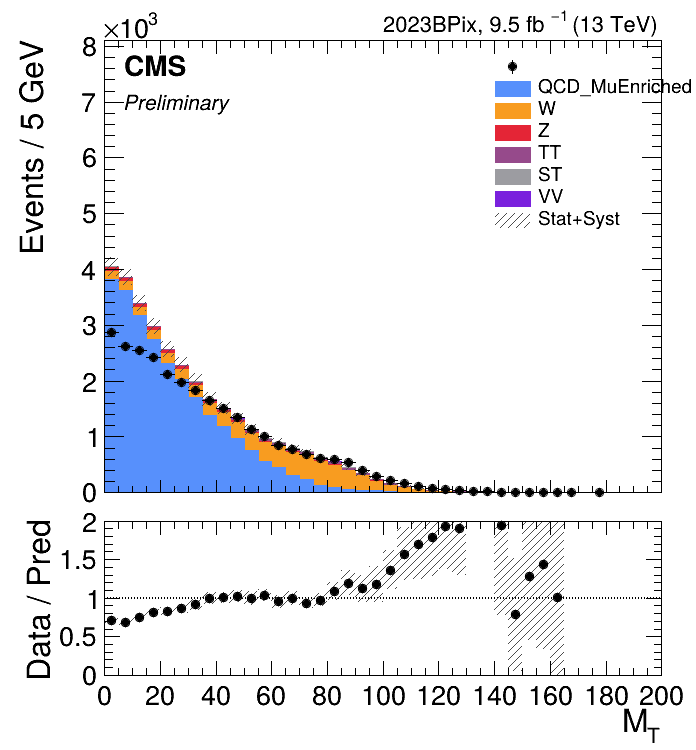 ×10³
2023BPix, 9.5 fb⁻¹ (13 TeV)
CMS
Preliminary
Events / 5 GeV
8
7
6
5
4
3
2
1
0
QCD_MuEnriched
W
Z
TT
ST
VV
Stat+Syst
Data / Pred
2
1.5
1
0.5
0
0 20 40 60 80 100 120 140 160 180 200
M_T